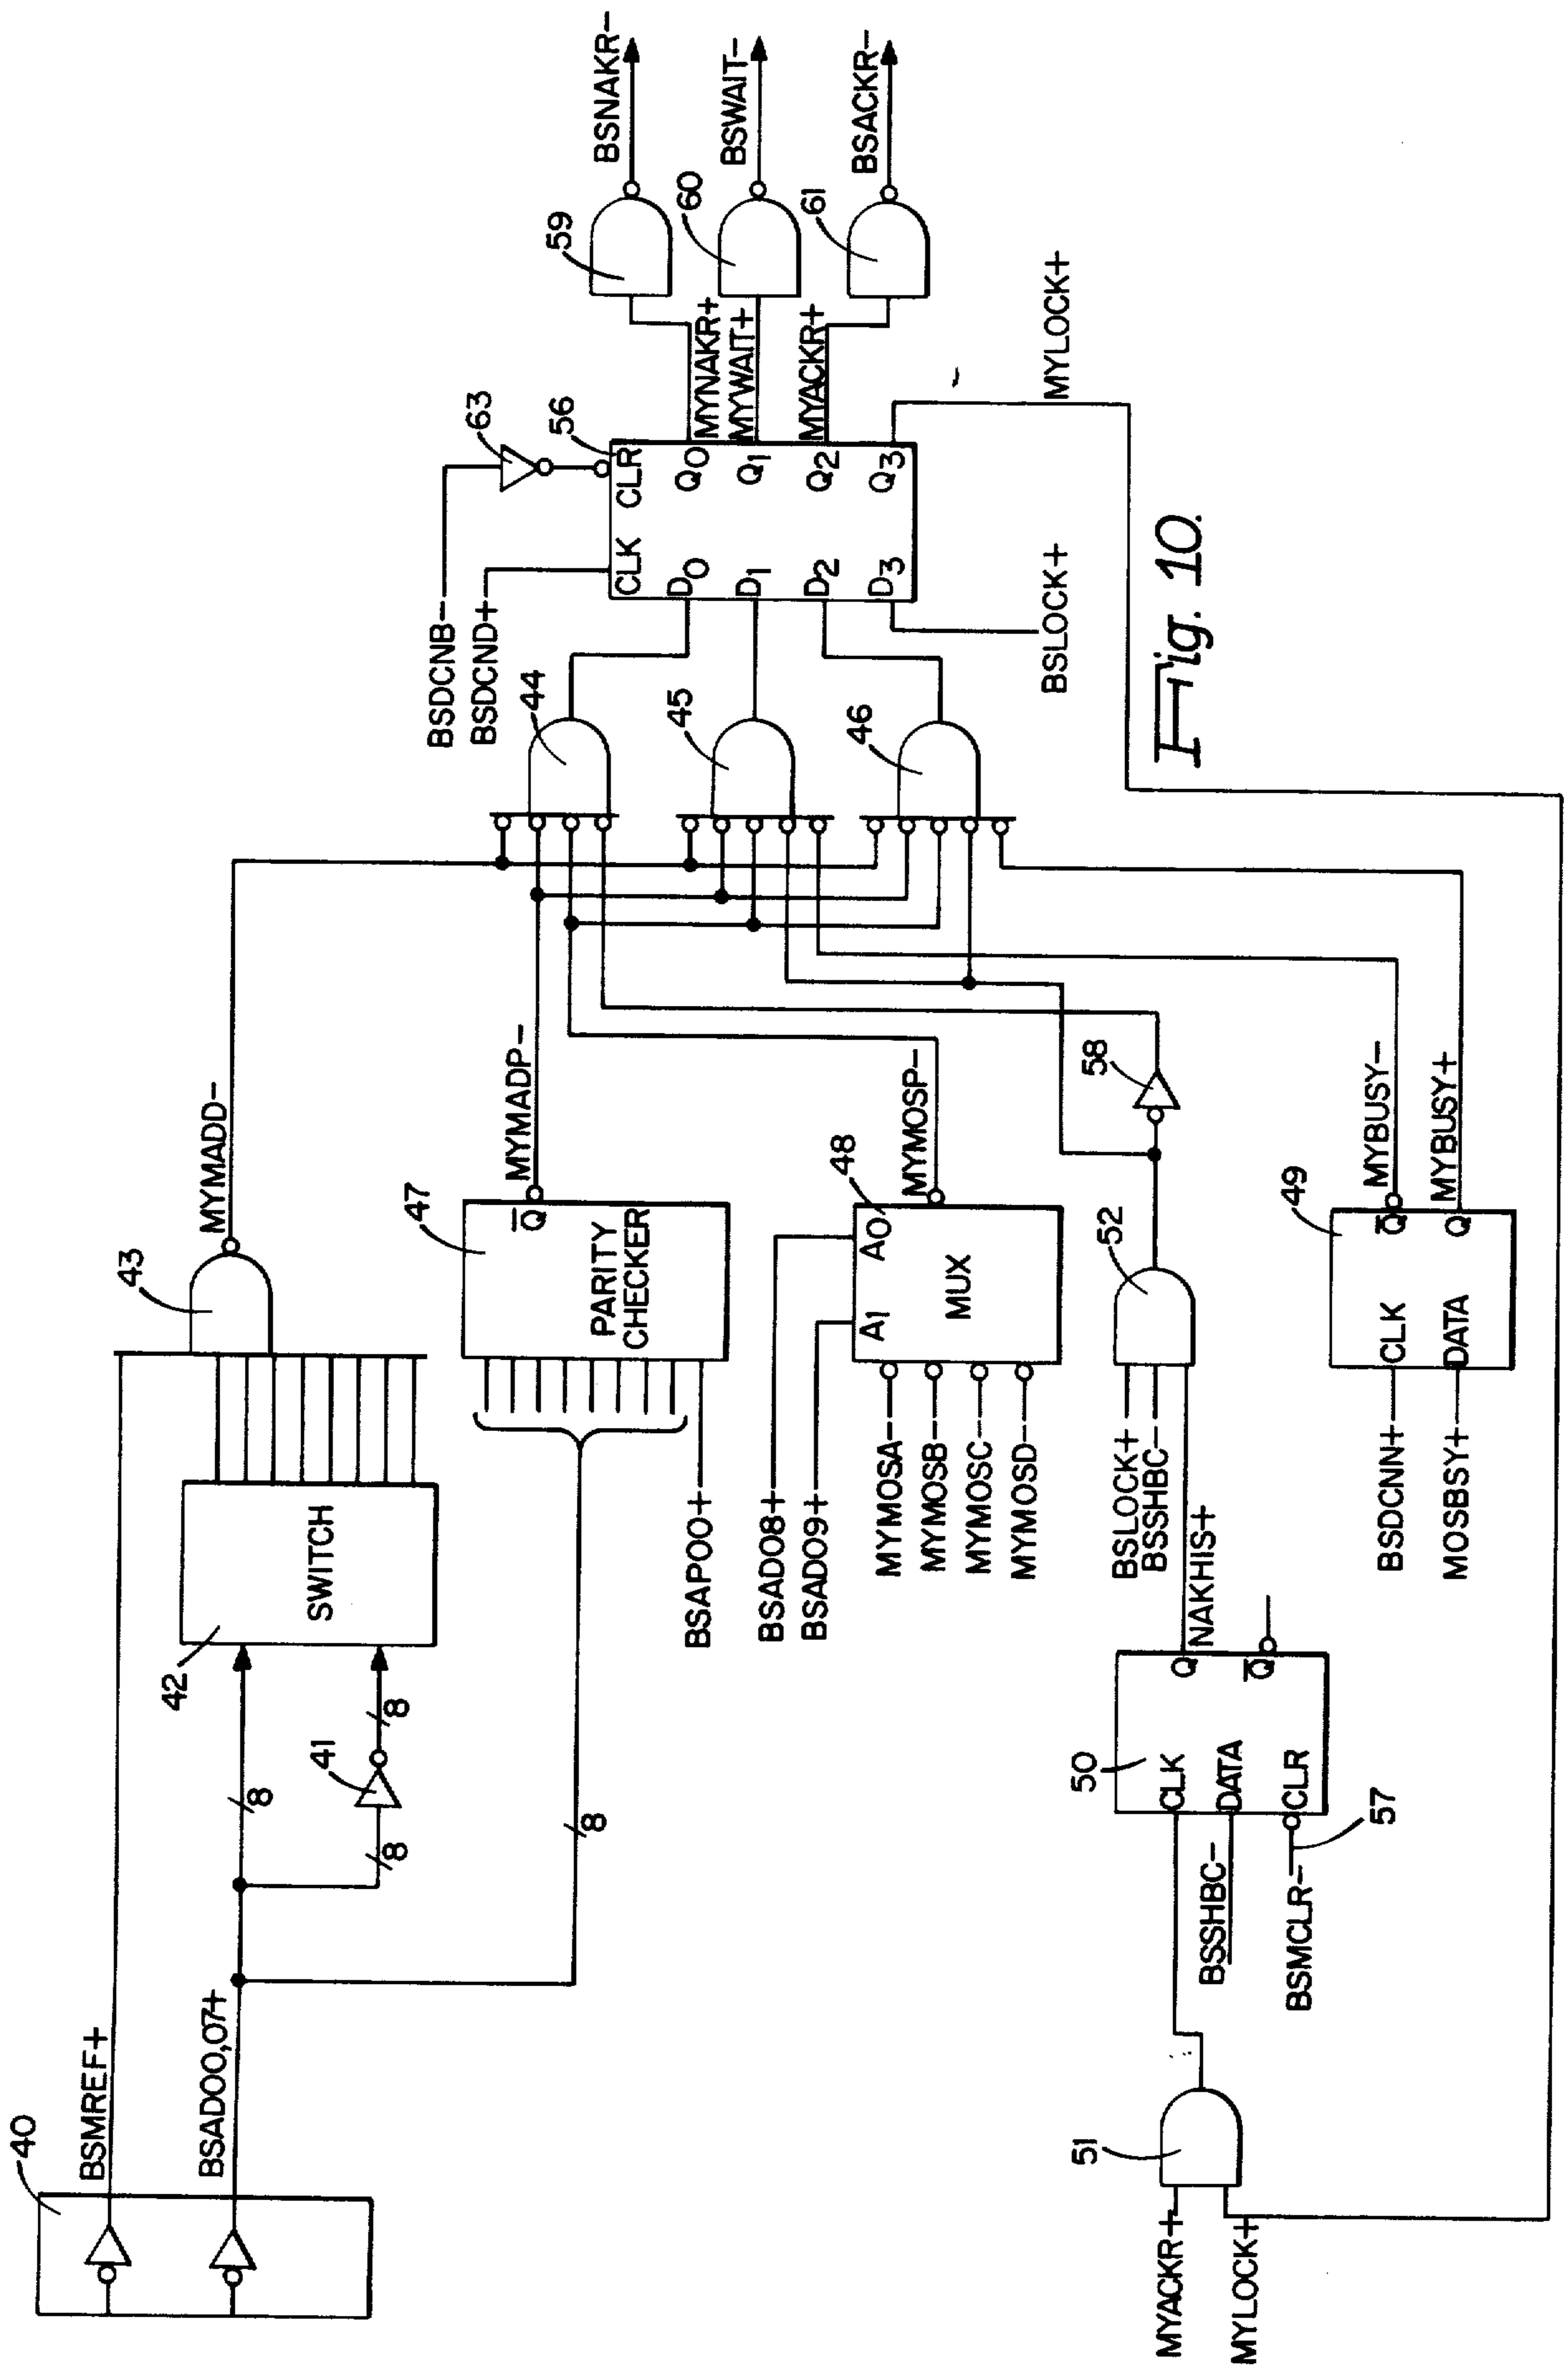 40
BSMREF+
BSAD00,07+
8
8
41
8
8
42
SWITCH
43
MYMADD-
47
PARITY
CHECKER
Q
MYMADP-
BSAP00+
BSAD08+
BSAD09+
A1
A0
48
MUX
MYMOSA-
MYMOSB-
MYMOSC-
MYMOSD-
MYMOSP-
51
MYACKR+
MYLOCK+
50
CLK
DATA
CLR
Q
Q
BSSHBC-
BSMCLR-
57
NAKHIS+
BSLOCK+
BSSHBC-
52
58
49
BSDCNN+
MOSBSY+
CLK
DATA
Q
Q
MYBUSY-
MYBUSY+
44
45
46
BSDCNB-
BSDCND+
63
56
CLK
CLR
D0
D1
D2
D3
Q0
Q1
Q2
Q3
BSLOCK+
MYNAKR+
MYWAIT+
MYACKR+
MYLOCK+
59
60
61
BSNAKR-
BSWAIT-
BSACKR-
Fig. 10.